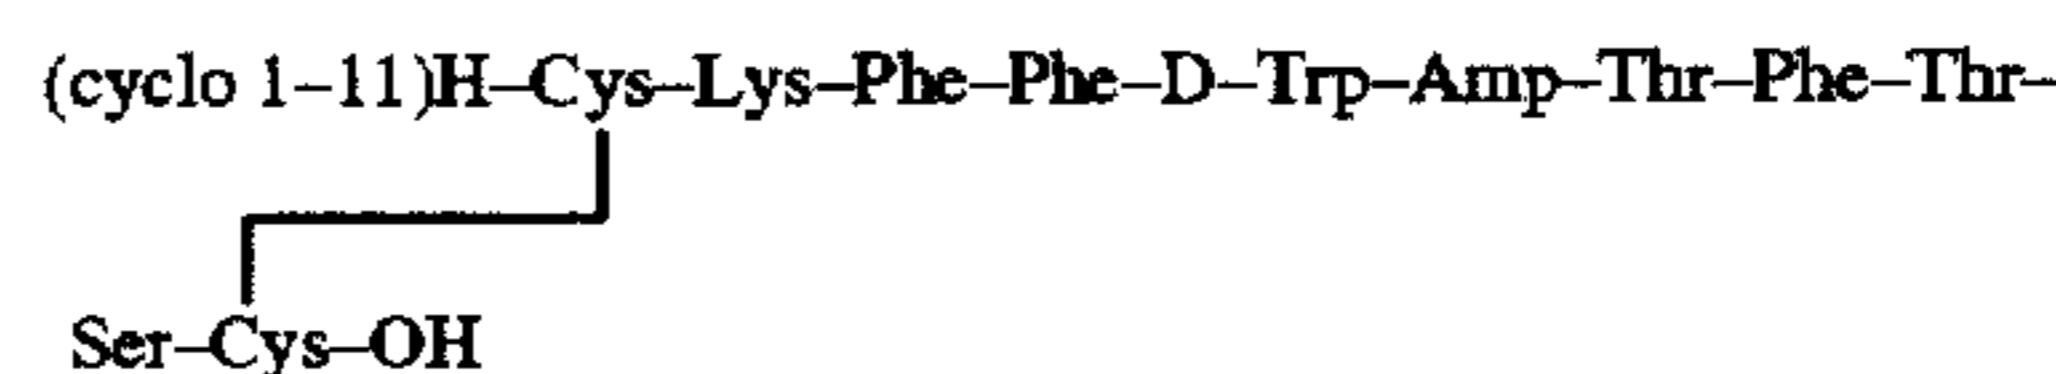 (cyclo 1–11)H–Cys–Lys–Phe–Phe–D–Trp–Amp–Thr–Phe–Thr–
Ser–Cys–OH